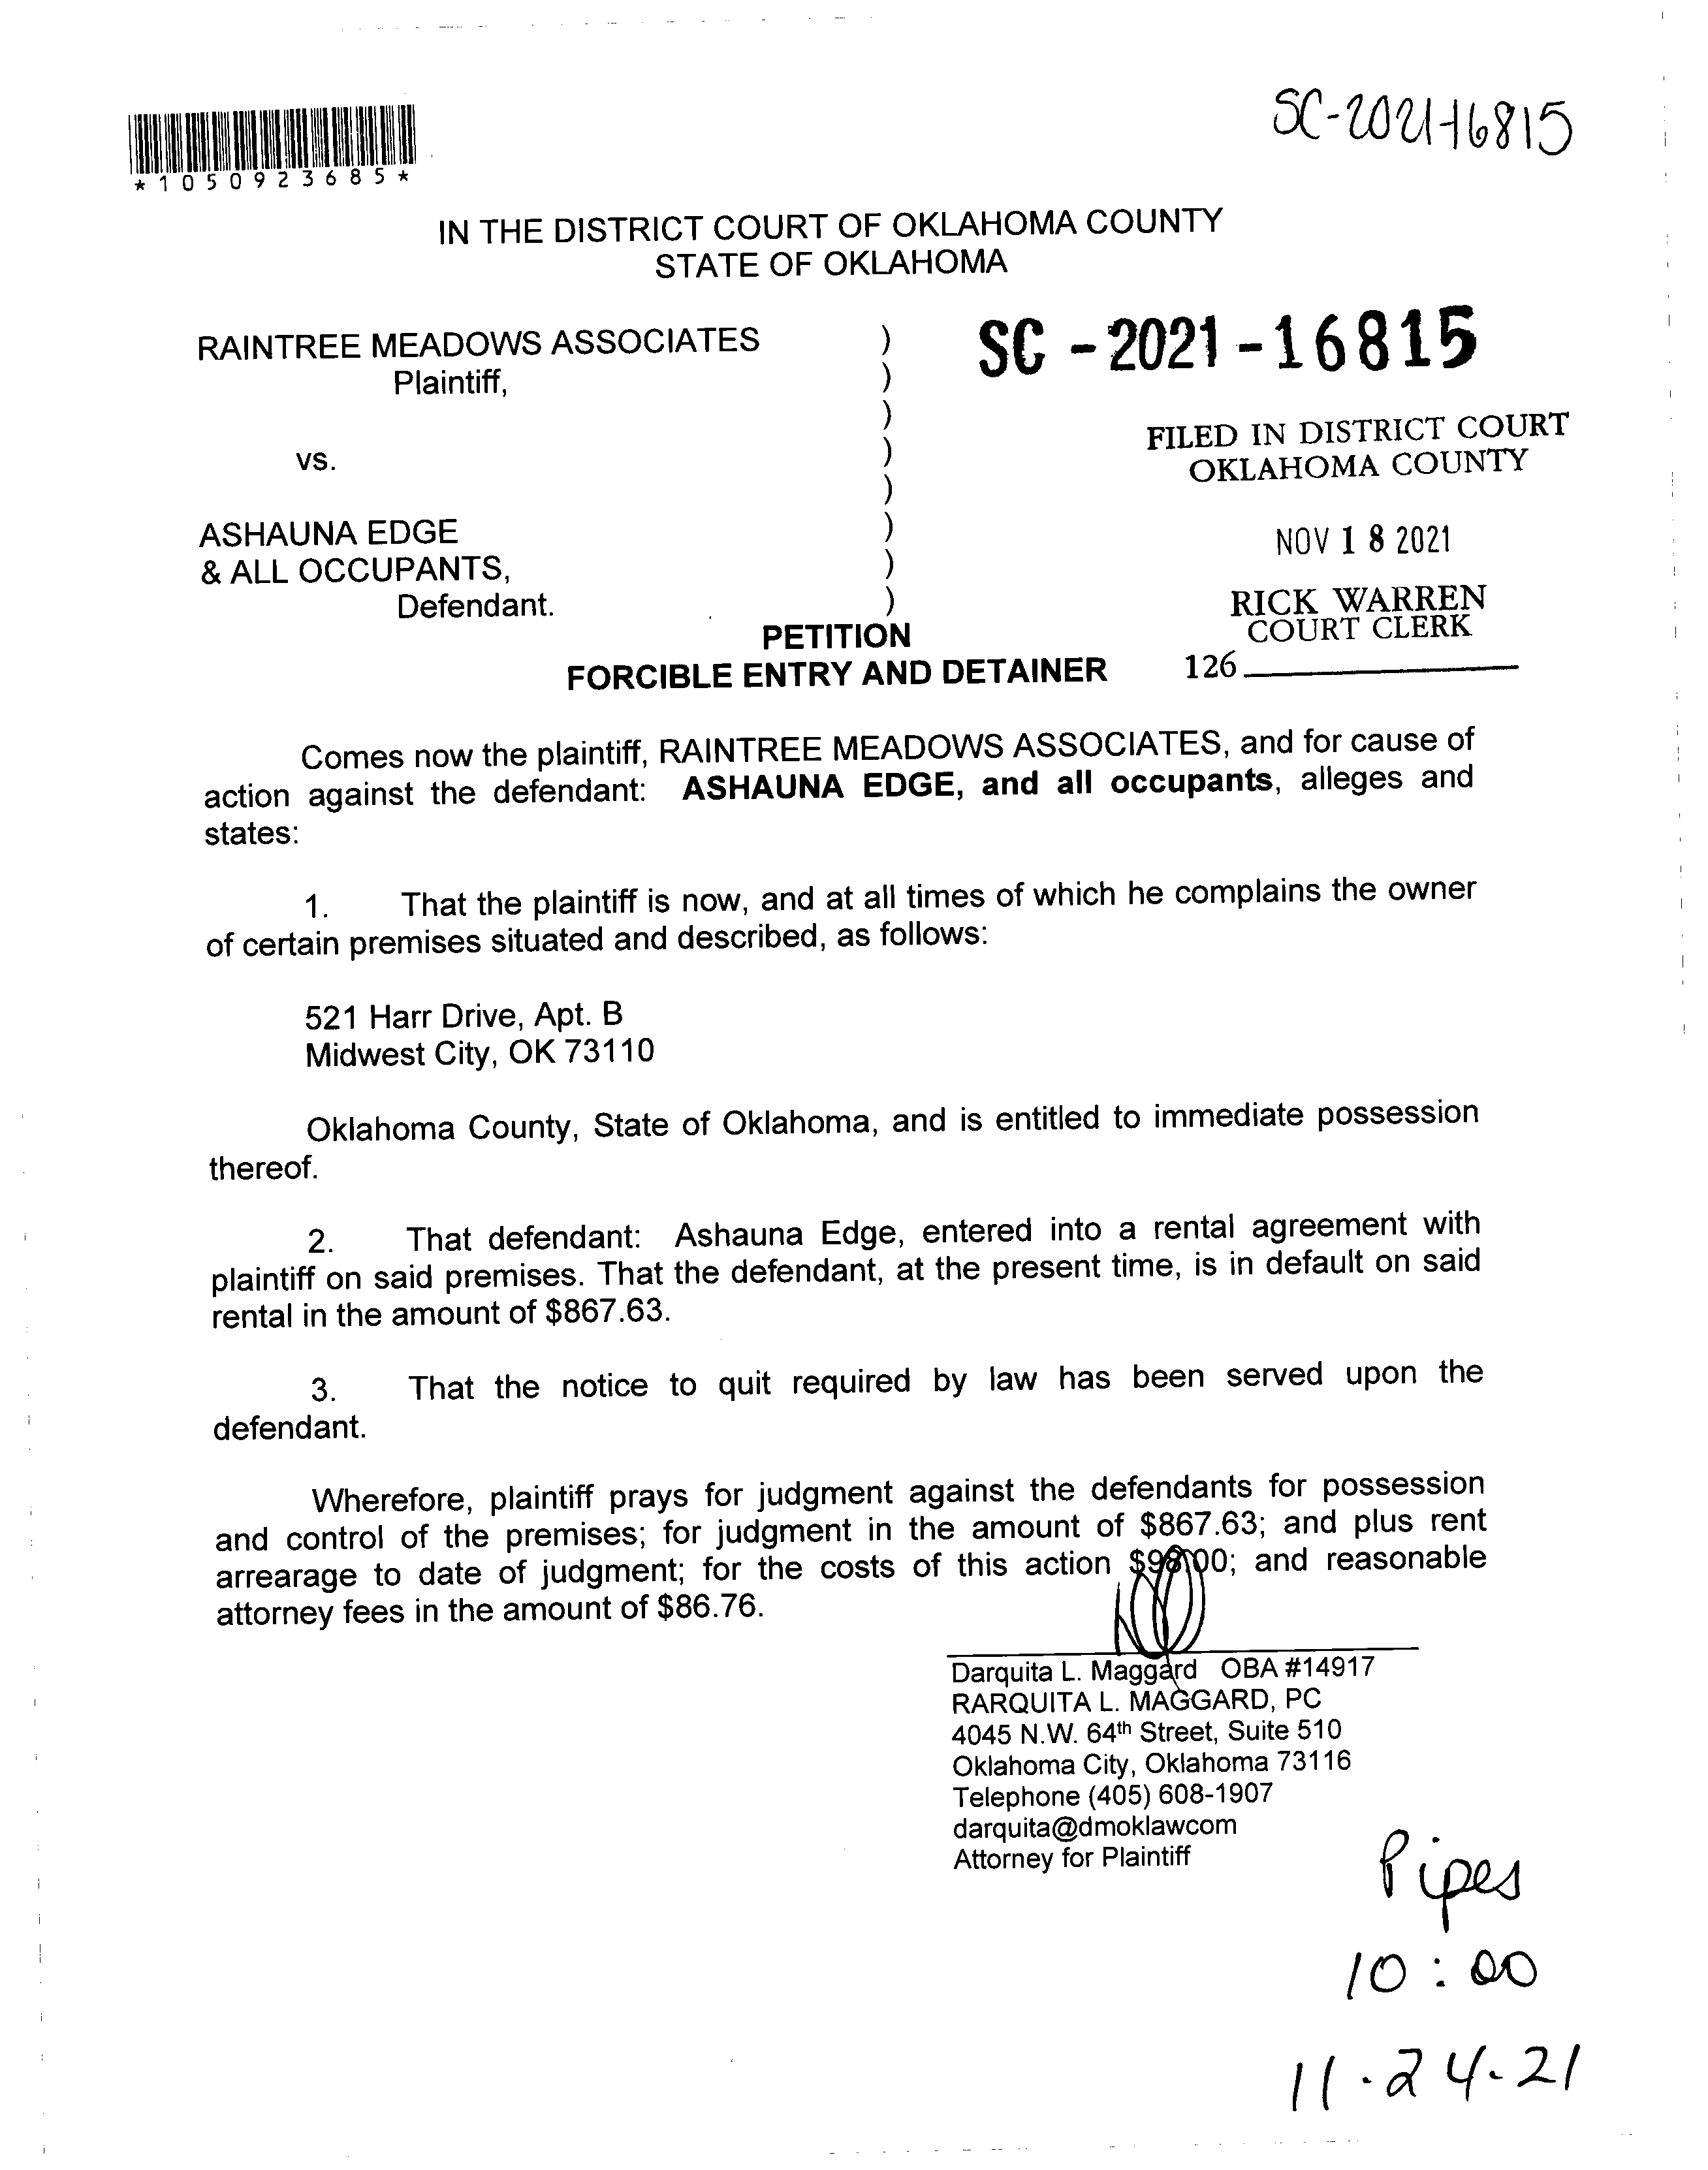 SC-2021-16815
*1050923685*
IN THE DISTRICT COURT OF OKLAHOMA COUNTY
STATE OF OKLAHOMA
RAINTREE MEADOWS ASSOCIATES )
Plaintiff, )
)
vs. )
)
ASHAUNA EDGE )
& ALL OCCUPANTS, )
Defendant. )
SC - 2021 - 16815
FILED IN DISTRICT COURT
OKLAHOMA COUNTY
NOV 18 2021
RICK WARREN
COURT CLERK
126
PETITION
FORCIBLE ENTRY AND DETAINER
Comes now the plaintiff, RAINTREE MEADOWS ASSOCIATES, and for cause of
action against the defendant: ASHAUNA EDGE, and all occupants, alleges and
states:
1. That the plaintiff is now, and at all times of which he complains the owner
of certain premises situated and described, as follows:
521 Harr Drive, Apt. B
Midwest City, OK 73110
Oklahoma County, State of Oklahoma, and is entitled to immediate possession
thereof.
2. That defendant: Ashauna Edge, entered into a rental agreement with
plaintiff on said premises. That the defendant, at the present time, is in default on said
rental in the amount of $867.63.
3. That the notice to quit required by law has been served upon the
defendant.
Wherefore, plaintiff prays for judgment against the defendants for possession
and control of the premises; for judgment in the amount of $867.63; and plus rent
arrearage to date of judgment; for the costs of this action $98.00; and reasonable
attorney fees in the amount of $86.76.
Darquita L. Maggard OBA #14917
RARQUITA L. MAGGARD, PC
4045 N.W. 64th Street, Suite 510
Oklahoma City, Oklahoma 73116
Telephone (405) 608-1907
darquita@dmoklawcom
Attorney for Plaintiff
Pipes
10:00
11-24-21